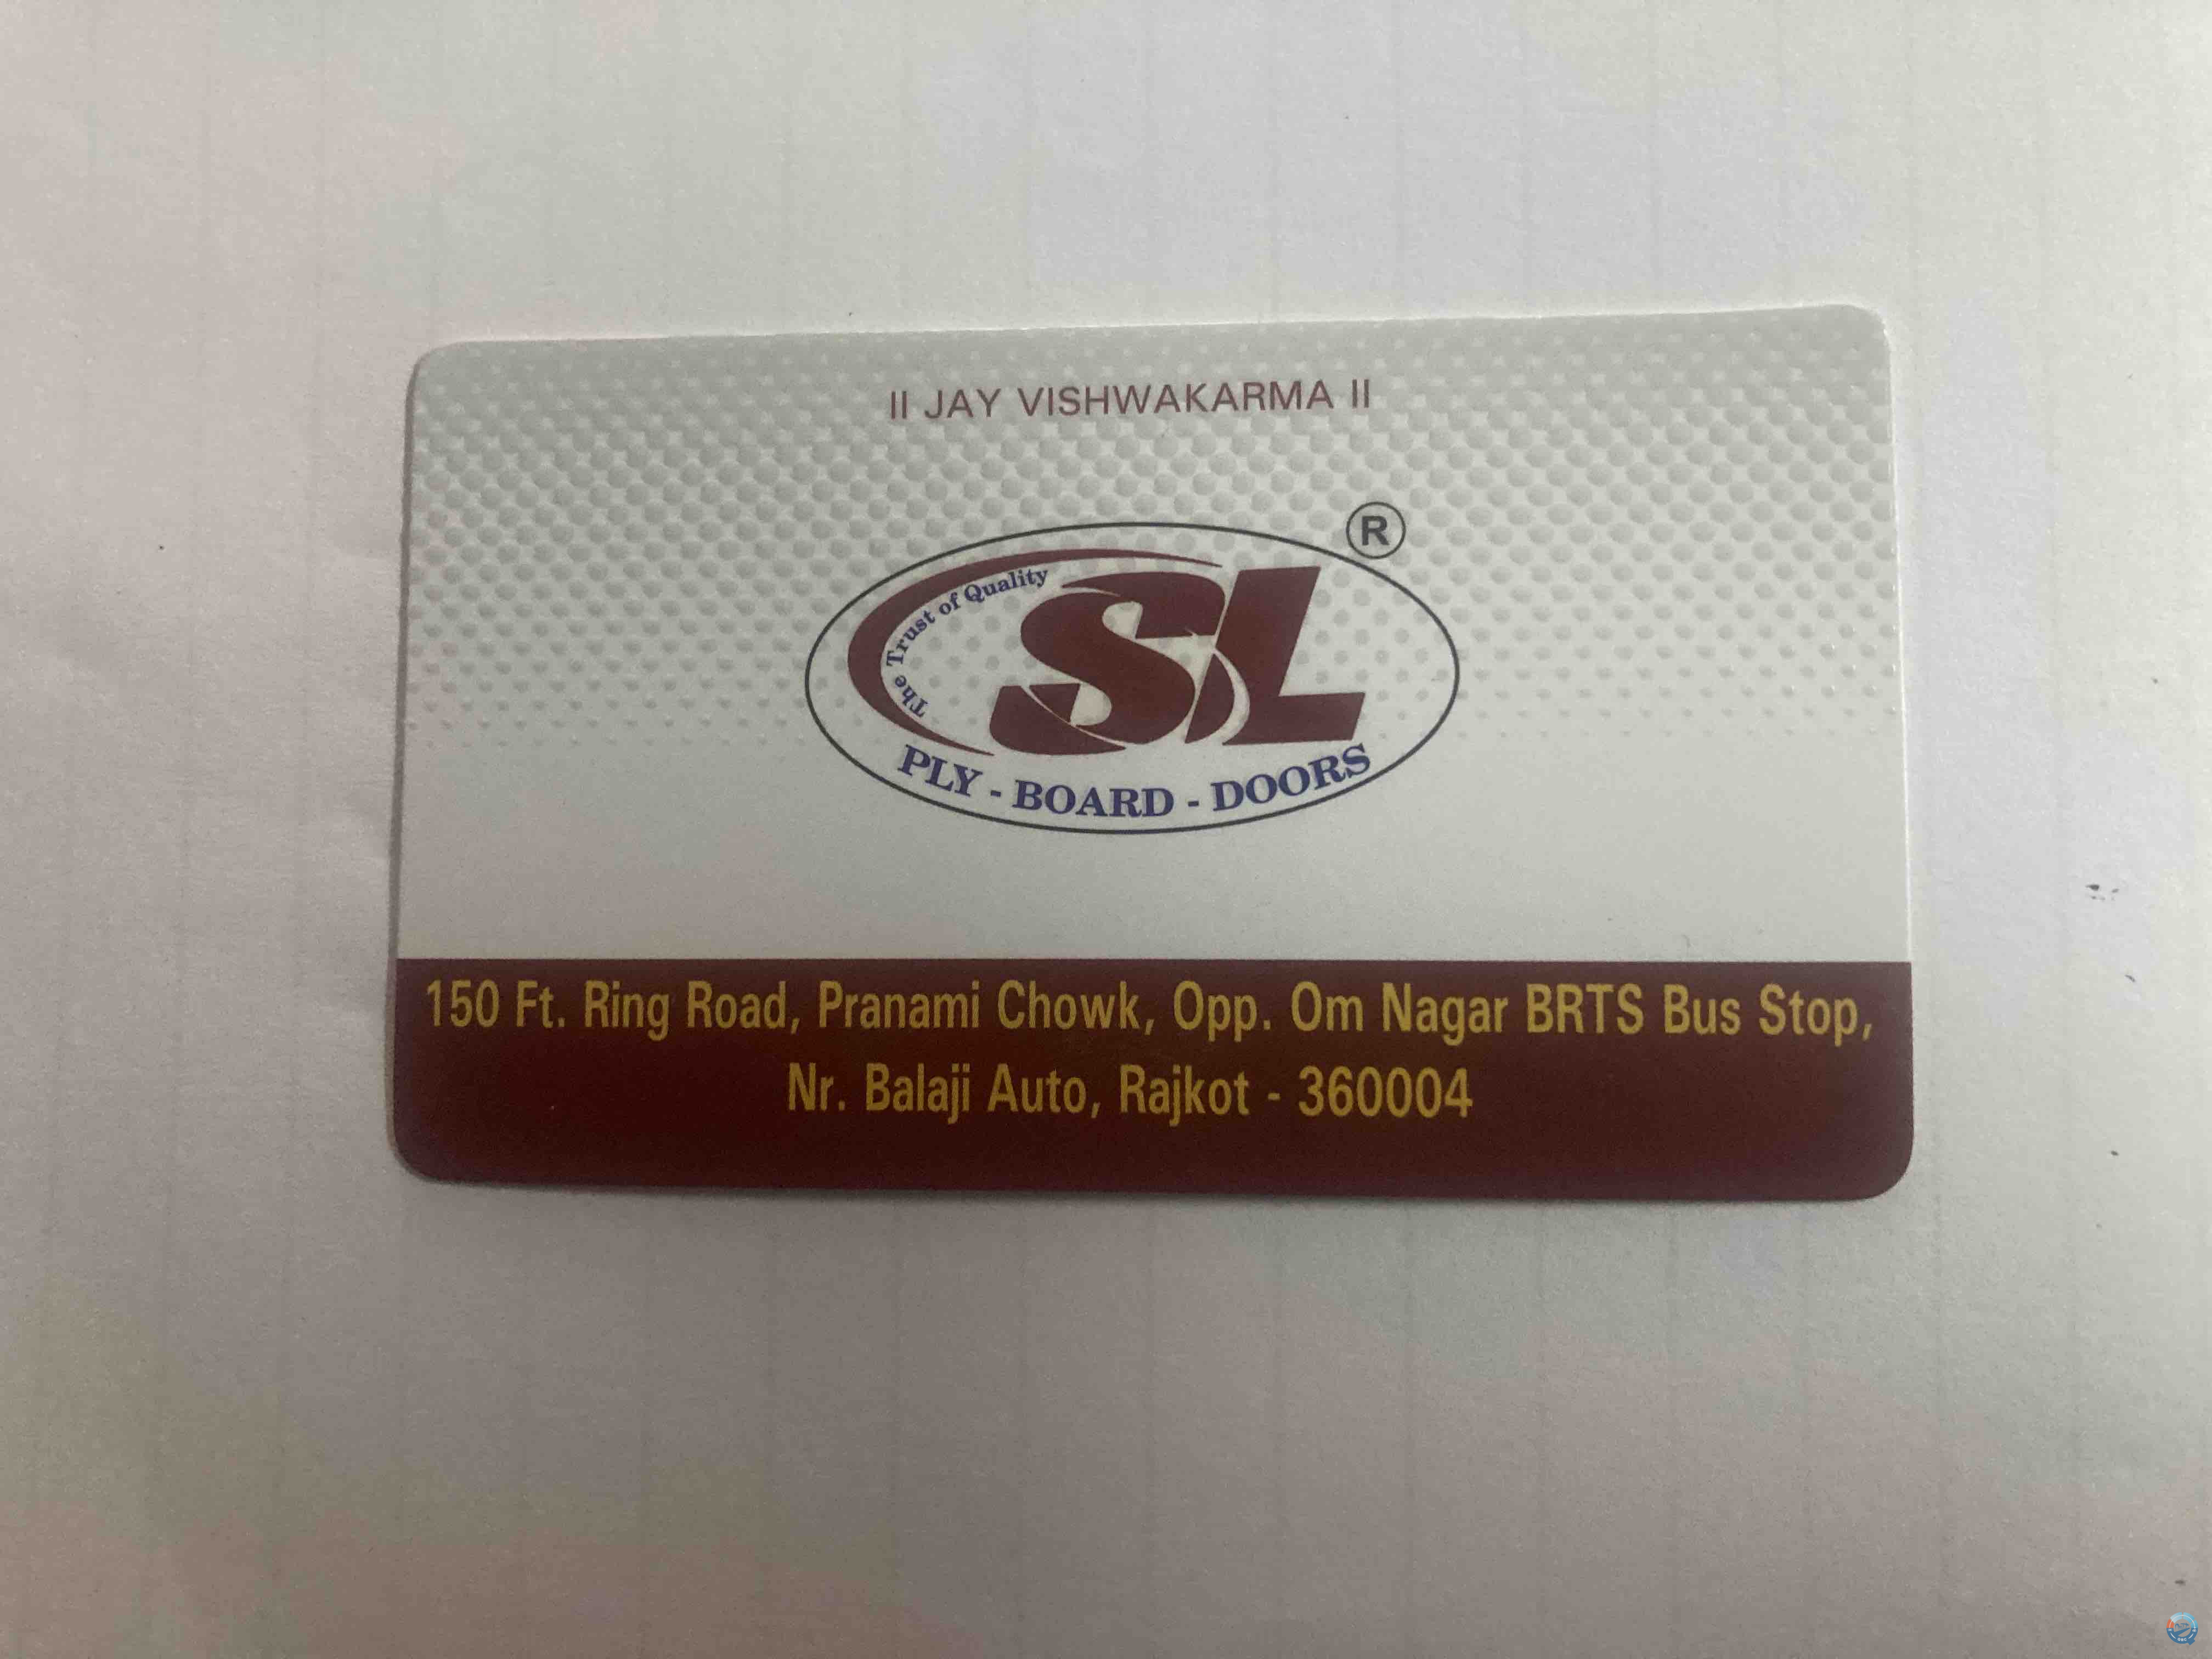 II JAY VISHWAKARMA II
®
The Trust of Quality
SL
PLY - BOARD - DOORS
150 Ft. Ring Road, Pranami Chowk, Opp. Om Nagar BRTS Bus Stop,
Nr. Balaji Auto, Rajkot - 360004